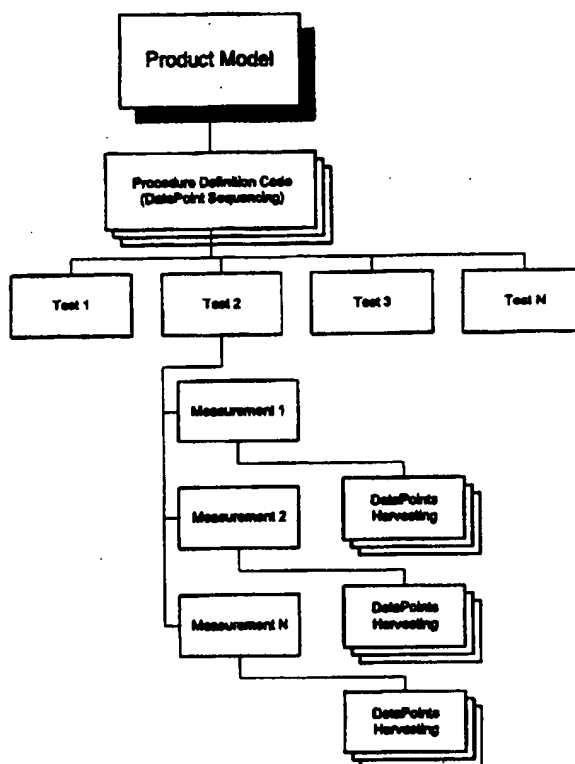 Product Model
Procedure Definition Code
(DataPoint Sequencing)
Test 1
Test 2
Test 3
Test N
Measurement 1
DataPoints
Harvesting
Measurement 2
DataPoints
Harvesting
Measurement N
DataPoints
Harvesting